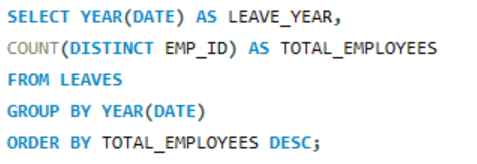 SELECT YEAR(DATE) AS LEAVE_YEAR,
COUNT(DISTINCT EMP_ID) AS TOTAL_EMPLOYEES
FROM LEAVES
GROUP BY YEAR(DATE)
ORDER BY TOTAL_EMPLOYEES DESC;